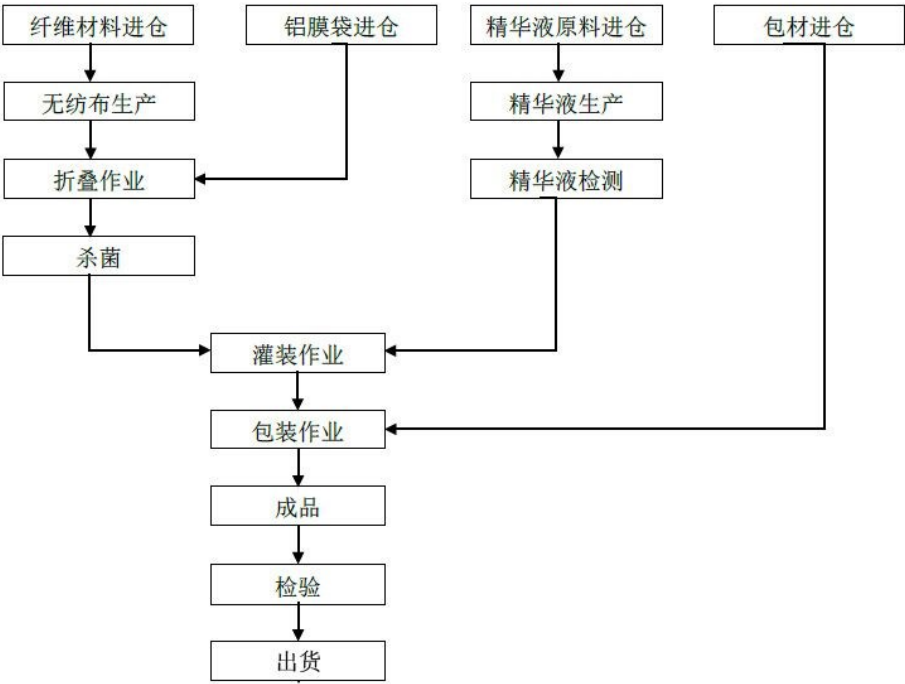 纤维材料进仓
铝膜袋进仓
精华液原料进仓
包材进仓
无纺布生产
精华液生产
折叠作业
精华液检测
杀菌
灌装作业
包装作业
成品
检验
出货